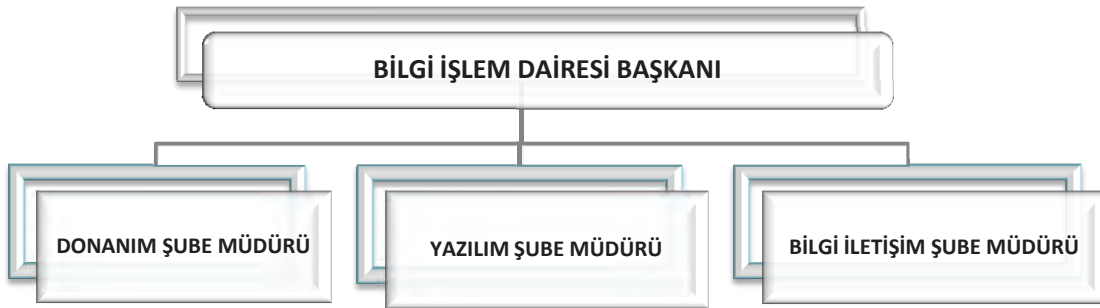 BİLGİ İŞLEM DAİRESİ BAŞKANI
DONANIM ŞUBE MÜDÜRÜ
YAZILIM ŞUBE MÜDÜRÜ
BİLGİ İLETİŞİM ŞUBE MÜDÜRÜ